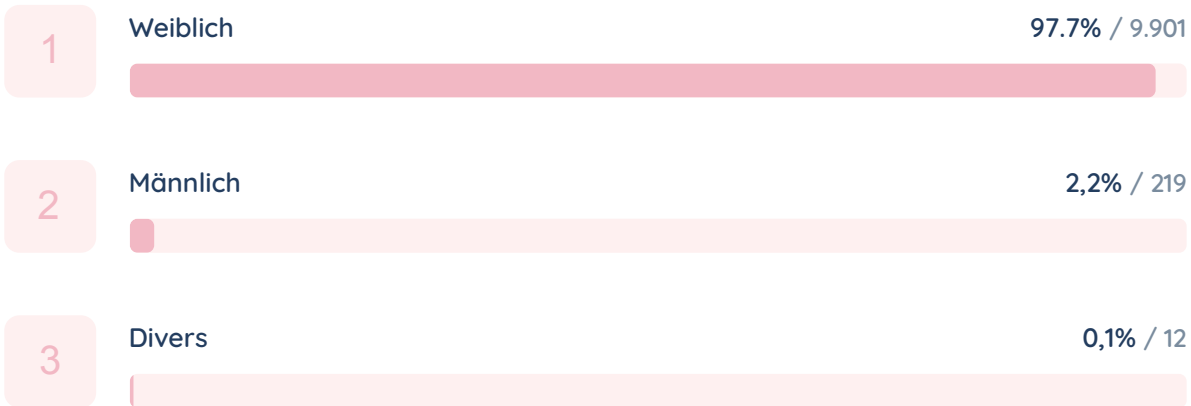 1 Weiblich 97.7% / 9.901
2 Männlich 2,2% / 219
3 Divers 0,1% / 12